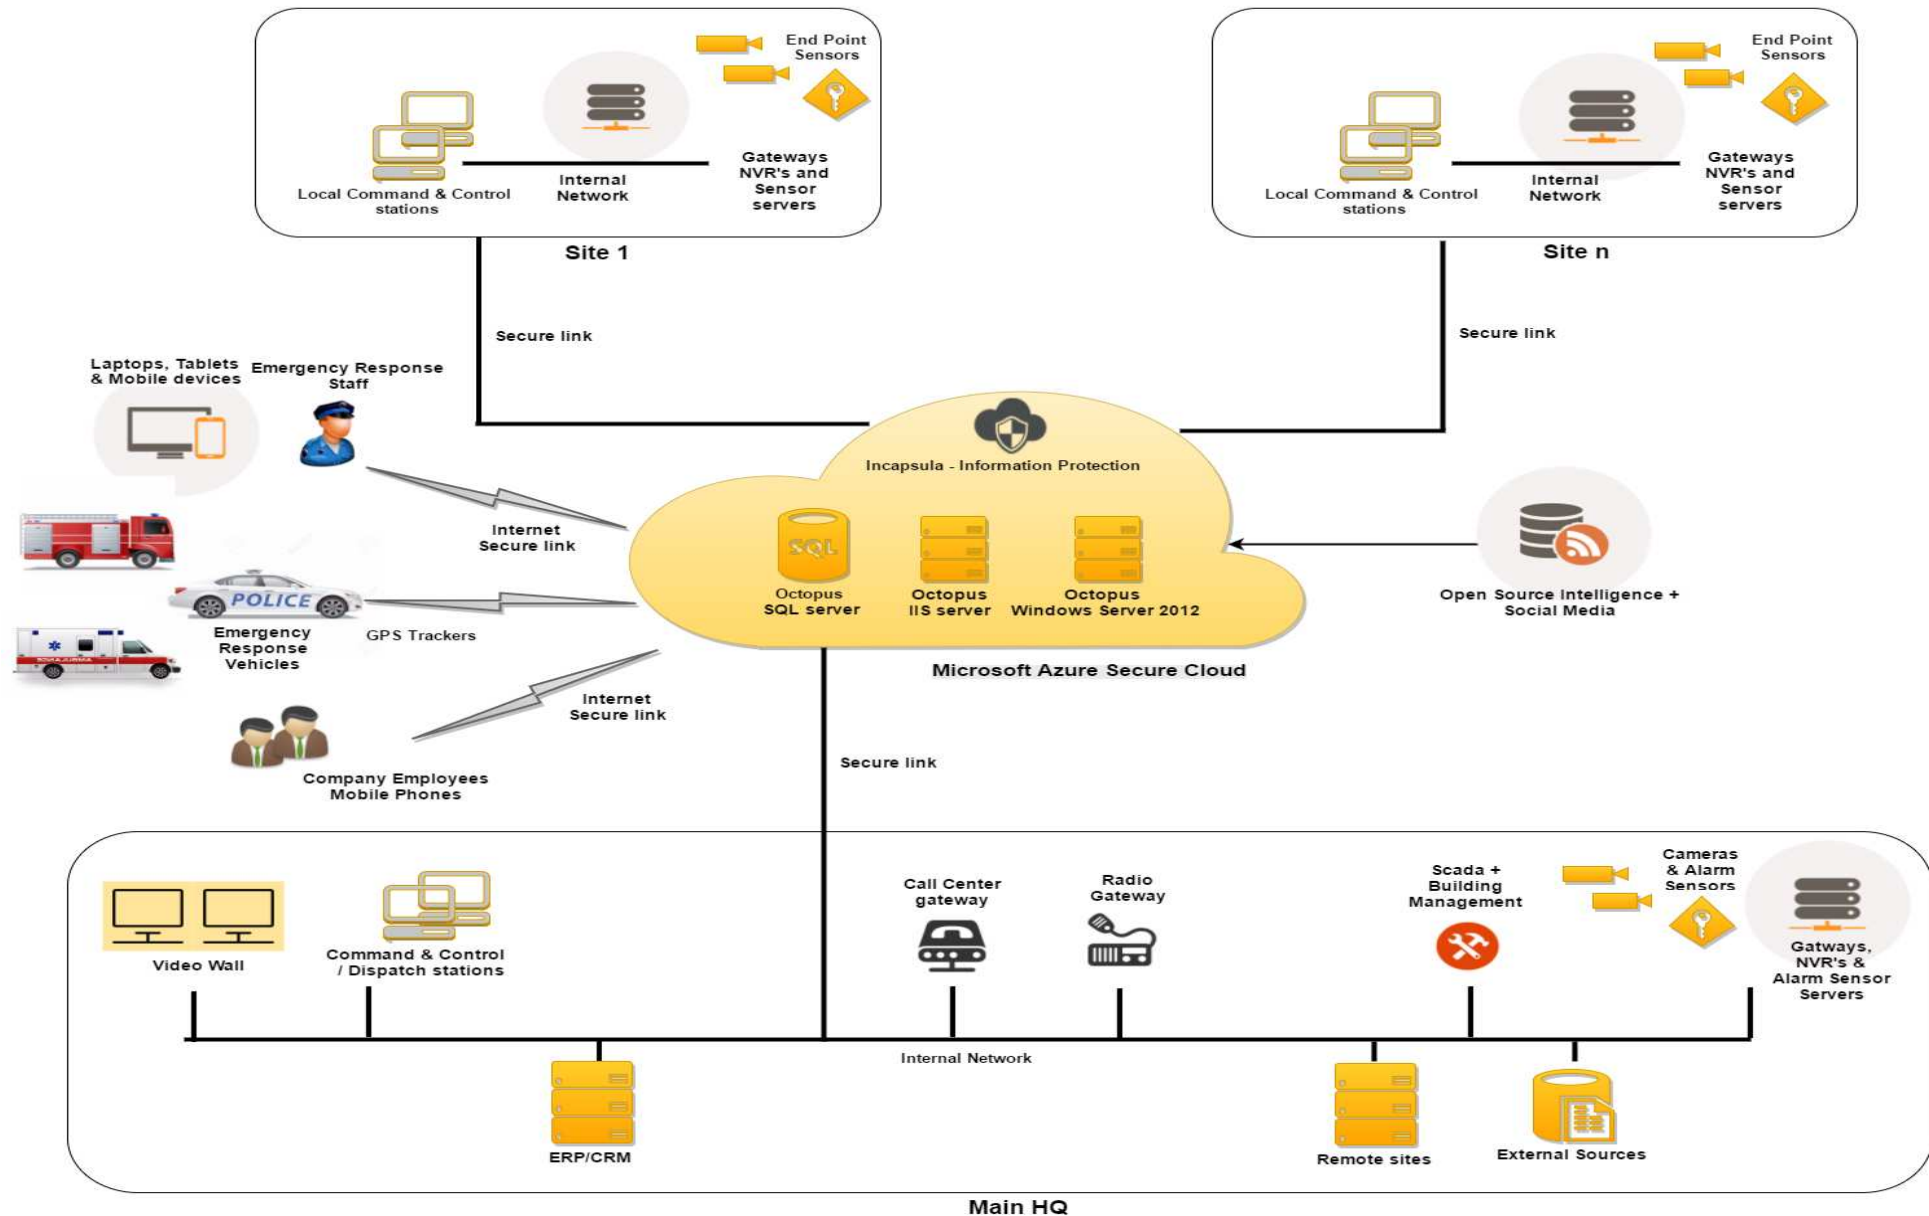 End Point
Sensors
Gateways
NVR's and
Sensor
servers
Internal
Network
Local Command & Control
stations
Site 1
End Point
Sensors
Gateways
NVR's and
Sensor
servers
Internal
Network
Local Command & Control
stations
Site n
Secure link
Secure link
Laptops, Tablets
& Mobile devices
Emergency Response
Staff
Incapsula - Information Protection
Internet
Secure link
SQL
Octopus
SQL server
Octopus
IIS server
Octopus
Windows Server 2012
Open Source Intelligence +
Social Media
POLICE
GPS Trackers
Emergency
Response
Vehicles
Microsoft Azure Secure Cloud
Internet
Secure link
Company Employees
Mobile Phones
Secure link
Video Wall
Command & Control
/ Dispatch stations
Call Center
gateway
Radio
Gateway
Scada +
Building
Management
Cameras
& Alarm
Sensors
Gatways,
NVR's &
Alarm Sensor
Servers
Internal Network
ERP/CRM
Remote sites
External Sources
Main HQ